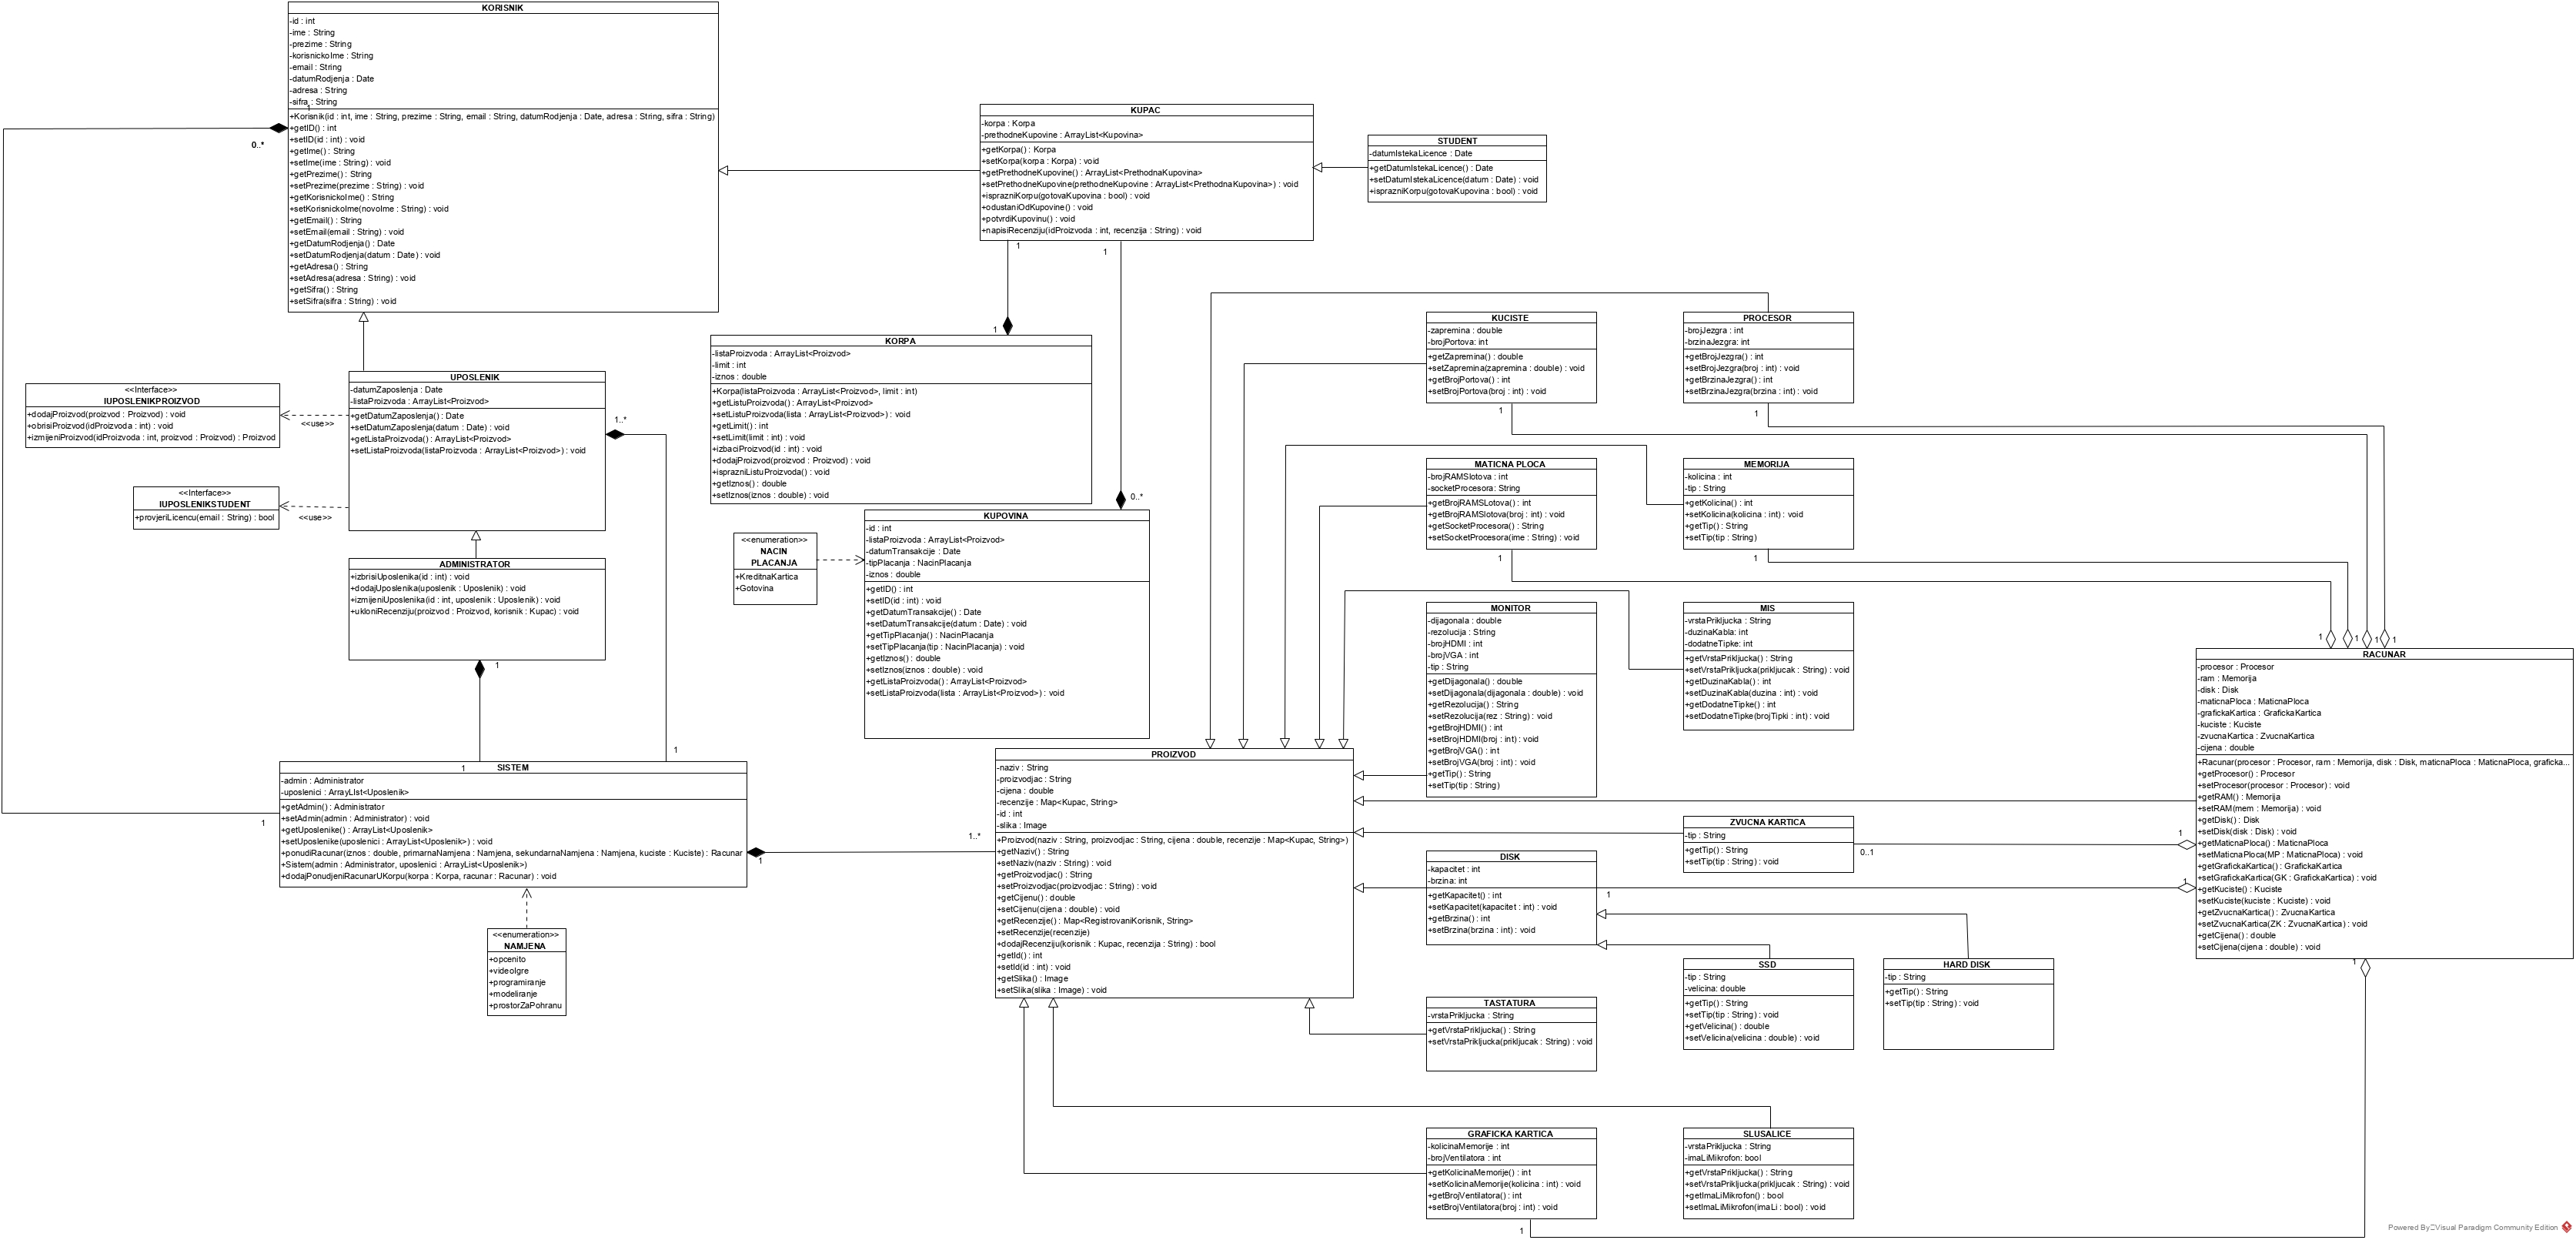 KORISNIK
-id : int
-ime : String
-prezime : String
-korisnickoIme : String
-email : String
-datumRodjenja : Date
-adresa : String
-sifra : String
1
+Korisnik(id : int, ime : String, prezime : String, email : String, datumRodjenja : Date, adresa : String, sifra : String)
+getID() : int
+setID(id : int) : void
+getIme() : String
+setIme(ime : String) : void
+getPrezime() : String
+setPrezime(prezime : String) : void
+getKorisnickoIme() : String
+setKorisnickoIme(novoIme : String) : void
+getEmail() : String
+setEmail(email : String) : void
+getDatumRodjenja() : Date
+setDatumRodjenja(datum : Date) : void
+getAdresa() : String
+setAdresa(adresa : String) : void
+getSifra() : String
+setSifra(sifra : String) : void
0..*
KUPAC
-korpa : Korpa
-prethodneKupovine : ArrayList<Kupovina>
+getKorpa() : Korpa
+setKorpa(korpa : Korpa) : void
+getPrethodneKupovine() : ArrayList<PrethodnaKupovina>
+setPrethodneKupovine(prethodneKupovine : ArrayList<PrethodnaKupovina>) : void
+isprazniKorpu(gotovaKupovina : bool) : void
+odustaniOdKupovine() : void
+potvrdiKupovinu() : void
+napisiRecenziju(idProizvoda : int, recenzija : String) : void
1
1
STUDENT
-datumIstekaLicence : Date
+getDatumIstekaLicence() : Date
+setDatumIstekaLicence(datum : Date) : void
+isprazniKorpu(gotovaKupovina : bool) : void
1
KORPA
-listaProizvoda : ArrayList<Proizvod>
-limit : int
-iznos : double
+Korpa(listaProizvoda : ArrayList<Proizvod>, limit : int)
+getListuProizvoda() : ArrayList<Proizvod>
+setListuProizvoda(lista : ArrayList<Proizvod>) : void
+getLimit() : int
+setLimit(limit : int) : void
+izbaciProizvod(id : int) : void
+dodajProizvod(proizvod : Proizvod) : void
+isprazniListuProizvoda() : void
+getIznos() : double
+setIznos(iznos : double) : void
<<Interface>>
IUPOSLENIKPROIZVOD
+dodajProizvod(proizvod : Proizvod) : void
+obrisiProizvod(idProizvoda : int) : void
+izmijeniProizvod(idProizvoda : int, proizvod : Proizvod) : Proizvod
<<use>>
<<Interface>>
IUPOSLENIKSTUDENT
+provjeriLicencu(email : String) : bool
<<use>>
UPOSLENIK
-datumZaposlenja : Date
-listaProizvoda : ArrayList<Proizvod>
+getDatumZaposlenja() : Date
+setDatumZaposlenja(datum : Date) : void
+getListaProizvoda() : ArrayList<Proizvod>
+setListaProizvoda(listaProizvoda : ArrayList<Proizvod>) : void
1..*
ADMINISTRATOR
+izbrisiUposlenika(id : int) : void
+dodajUposlenika(uposlenik : Uposlenik) : void
+izmijeniUposlenika(id : int, uposlenik : Uposlenik) : void
+ukloniRecenziju(proizvod : Proizvod, korisnik : Kupac) : void
1
<<enumeration>>
NACIN
PLACANJA
+KreditnaKartica
+Gotovina
0..*
KUPOVINA
-id : int
-listaProizvoda : ArrayList<Proizvod>
-datumTransakcije : Date
-tipPlacanja : NacinPlacanja
-iznos : double
+getID() : int
+setID(id : int) : void
+getDatumTransakcije() : Date
+setDatumTransakcije(datum : Date) : void
+getTipPlacanja() : NacinPlacanja
+setTipPlacanja(tip : NacinPlacanja) : void
+getIznos() : double
+setIznos(iznos : double) : void
+getListaProizvoda() : ArrayList<Proizvod>
+setListaProizvoda(lista : ArrayList<Proizvod>) : void
1
1
1
SISTEM
-admin : Administrator
-uposlenici : ArrayLIst<Uposlenik>
+getAdmin() : Administrator
+setAdmin(admin : Administrator) : void
+getUposlenike() : ArrayList<Uposlenik>
+setUposlenike(uposlenici : ArrayList<Uposlenik>) : void
+ponudiRacunar(iznos : double, primarnaNamjena : Namjena, sekundarnaNamjena : Namjena, kuciste : Kuciste) : Racunar
+Sistem(admin : Administrator, uposlenici : ArrayList<Uposlenik>)
+dodajPonudjeniRacunarUKorpu(korpa : Korpa, racunar : Racunar) : void
1
1..*
<<enumeration>>
NAMJENA
+opcenito
+videoIgre
+programiranje
+modeliranje
+prostorZaPohranu
PROIZVOD
-naziv : String
-proizvodjac : String
-cijena : double
-recenzije : Map<Kupac, String>
-id : int
-slika : Image
+Proizvod(naziv : String, proizvodjac : String, cijena : double, recenzije : Map<Kupac, String>)
+getNaziv() : String
+setNaziv(naziv : String) : void
+getProizvodjac() : String
+setProizvodjac(proizvodjac : String) : void
+getCijenu() : double
+setCijenu(cijena : double) : void
+getRecenzije() : Map<RegistrovaniKorisnik, String>
+setRecenzije(recenzije)
+dodajRecenziju(korisnik : Kupac, recenzija : String) : bool
+getId() : int
+setId(id : int) : void
+getSlika() : Image
+setSlika(slika : Image) : void
KUCISTE
-zapremina : double
-brojPortova: int
+getZapremina() : double
+setZapremina(zapremina : double) : void
+getBrojPortova() : int
+setBrojPortova(broj : int) : void
1
PROCESOR
-brojJezgra : int
-brzinaJezgra: int
+getBrojJezgra() : int
+setBrojJezgra(broj : int) : void
+getBrzinaJezgra() : int
+setBrzinaJezgra(brzina : int) : void
1
MATICNA PLOCA
-brojRAMSlotova : int
-socketProcesora: String
+getBrojRAMSLotova() : int
+getBrojRAMSlotova(broj : int) : void
+getSocketProcesora() : String
+setSocketProcesora(ime : String) : void
1
MEMORIJA
-kolicina : int
-tip : String
+getKolicina() : int
+setKolicina(kolicina : int) : void
+getTip() : String
+setTip(tip : String)
1
MONITOR
-dijagonala : double
-rezolucija : String
-brojHDMI : int
-brojVGA : int
-tip : String
+getDijagonala() : double
+setDijagonala(dijagonala : double) : void
+getRezolucija() : String
+setRezolucija(rez : String) : void
+getBrojHDMI() : int
+setBrojHDMI(broj : int) : void
+getBrojVGA() : int
+setBrojVGA(broj : int) : void
+getTip() : String
+setTip(tip : String)
MIS
-vrstaPrikljucka : String
-duzinaKabla: int
-dodatneTipke: int
+getVrstaPrikljucka() : String
+setVrstaPrikljucka(prikljucak : String) : void
+getDuzinaKabla() : int
+setDuzinaKabla(duzina : int) : void
+getDodatneTipke() : int
+setDodatneTipke(brojTipki : int) : void
ZVUCNA KARTICA
-tip : String
+getTip() : String
+setTip(tip : String) : void
0..1
DISK
-kapacitet : int
-brzina: int
+getKapacitet() : int
+setKapacitet(kapacitet : int) : void
+getBrzina() : int
+setBrzina(brzina : int) : void
1
SSD
-tip : String
-velicina: double
+getTip() : String
+setTip(tip : String) : void
+getVelicina() : double
+setVelicina(velicina : double) : void
HARD DISK
-tip : String
+getTip() : String
+setTip(tip : String) : void
TASTATURA
-vrstaPrikljucka : String
+getVrstaPrikljucka() : String
+setVrstaPrikljucka(prikljucak : String) : void
GRAFICKA KARTICA
-kolicinaMemorije : int
-brojVentilatora : int
+getKolicinaMemorije() : int
+setKolicinaMemorije(kolicina : int) : void
+getBrojVentilatora() : int
+setBrojVentilatora(broj : int) : void
1
SLUSALICE
-vrstaPrikljucka : String
-imaLiMikrofon: bool
+getVrstaPrikljucka() : String
+setVrstaPrikljucka(prikljucak : String) : void
+getImaLiMikrofon() : bool
+setImaLiMikrofon(imaLi : bool) : void
1
1
1
1
RACUNAR
-procesor : Procesor
-ram : Memorija
-disk : Disk
-maticnaPloca : MaticnaPloca
-grafickaKartica : GrafickaKartica
-kuciste : Kuciste
-zvucnaKartica : ZvucnaKartica
-cijena : double
+Racunar(procesor : Procesor, ram : Memorija, disk : Disk, maticnaPloca : MaticnaPloca, graficka...
+getProcesor() : Procesor
+setProcesor(procesor : Procesor) : void
+getRAM() : Memorija
+setRAM(mem : Memorija) : void
+getDisk() : Disk
+setDisk(disk : Disk) : void
+getMaticnaPloca() : MaticnaPloca
+setMaticnaPloca(MP : MaticnaPloca) : void
+getGrafickaKartica() : GrafickaKartica
+setGrafickaKartica(GK : GrafickaKartica) : void
+getKuciste() : Kuciste
+setKuciste(kuciste : Kuciste) : void
+getZvucnaKartica() : ZvucnaKartica
+setZvucnaKartica(ZK : ZvucnaKartica) : void
+getCijena() : double
+setCijena(cijena : double) : void
1
1
1
Powered By Visual Paradigm Community Edition